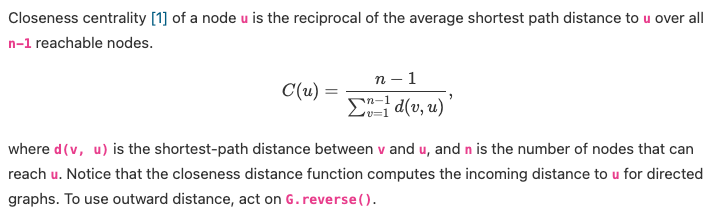 Closeness centrality [1] of a node u is the reciprocal of the average shortest path distance to u over all
n-1 reachable nodes.
C(u) = \frac{n - 1}{\sum_{v=1}^{n-1} d(v, u)},
where d(v, u) is the shortest-path distance between v and u, and n is the number of nodes that can
reach u. Notice that the closeness distance function computes the incoming distance to u for directed
graphs. To use outward distance, act on G.reverse().